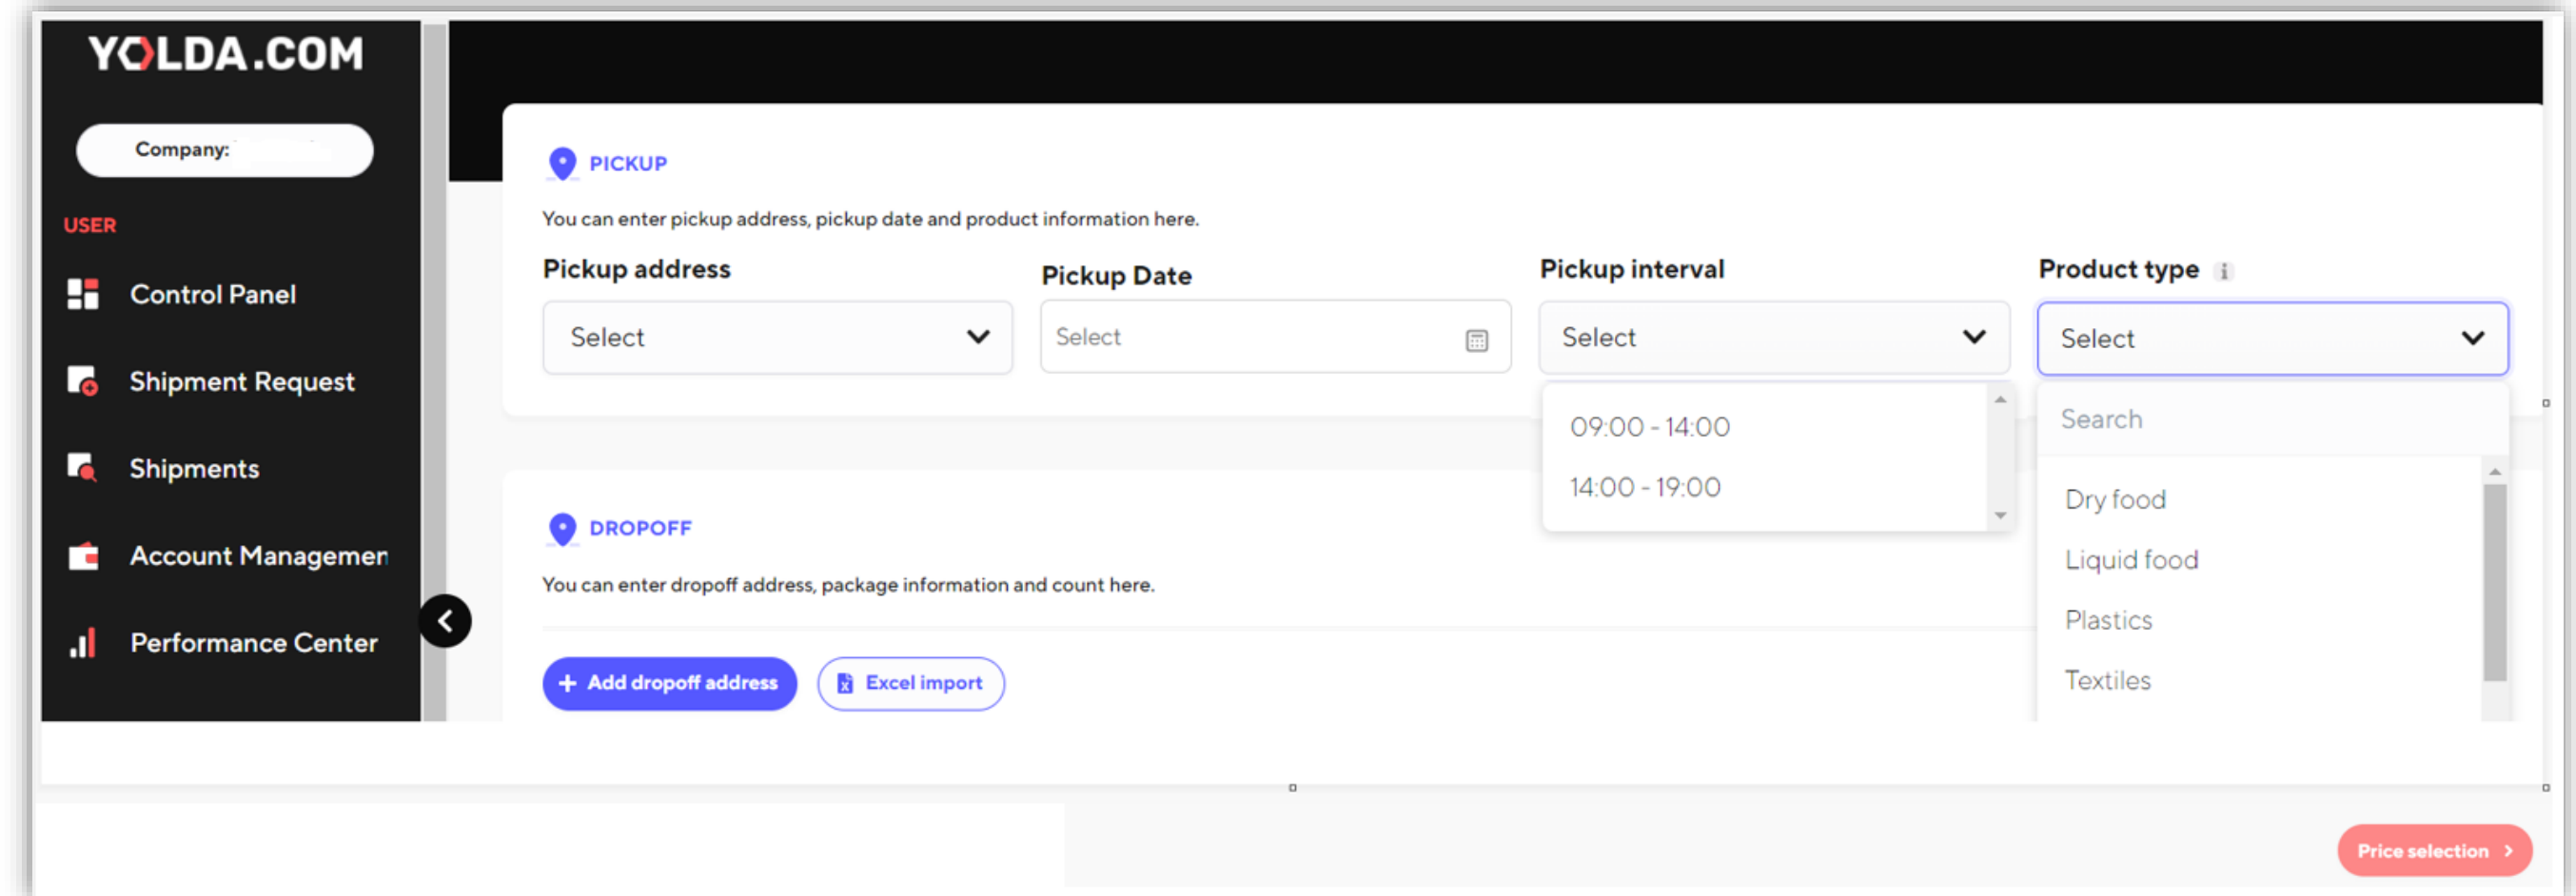 YOLDA.COM
Company:
USER
Control Panel
Shipment Request
Shipments
Account Managemen
Performance Center
PICKUP
You can enter pickup address, pickup date and product information here.
Pickup address
Select
Pickup Date
Select
Pickup interval
Select
09:00 - 14:00
14:00 - 19:00
Product type i
Select
Search
Dry food
Liquid food
Plastics
Textiles
DROPOFF
You can enter dropoff address, package information and count here.
+ Add dropoff address
Excel import
Price selection >